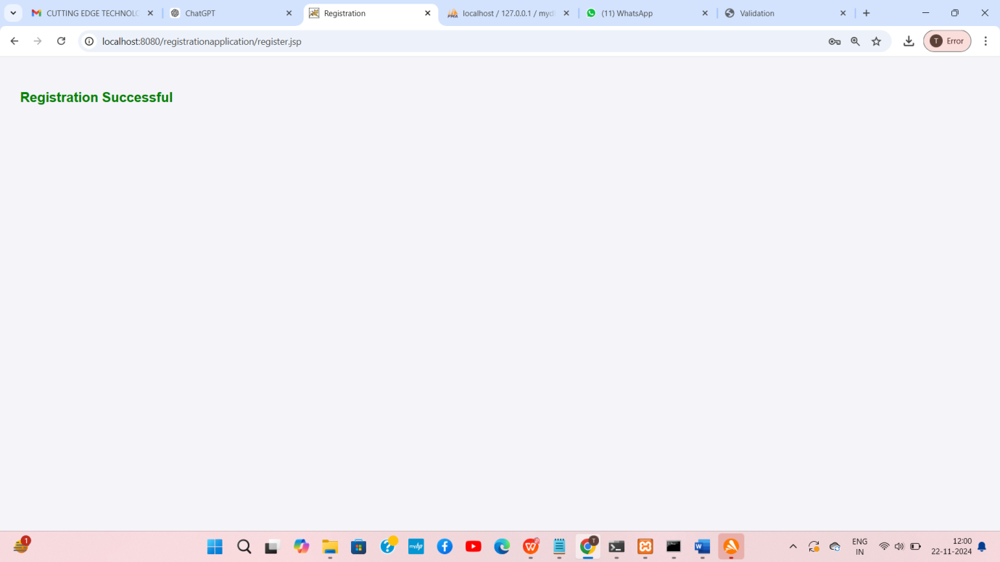 CUTTING EDGE TECHNOLO
ChatGPT
Registration
localhost / 127.0.0.1 / myd
(11) WhatsApp
Validation
localhost:8080/registrationapplication/register.jsp
T
Error
Registration Successful
1
myhp
W
T
W
ENG
IN
12:00
22-11-2024